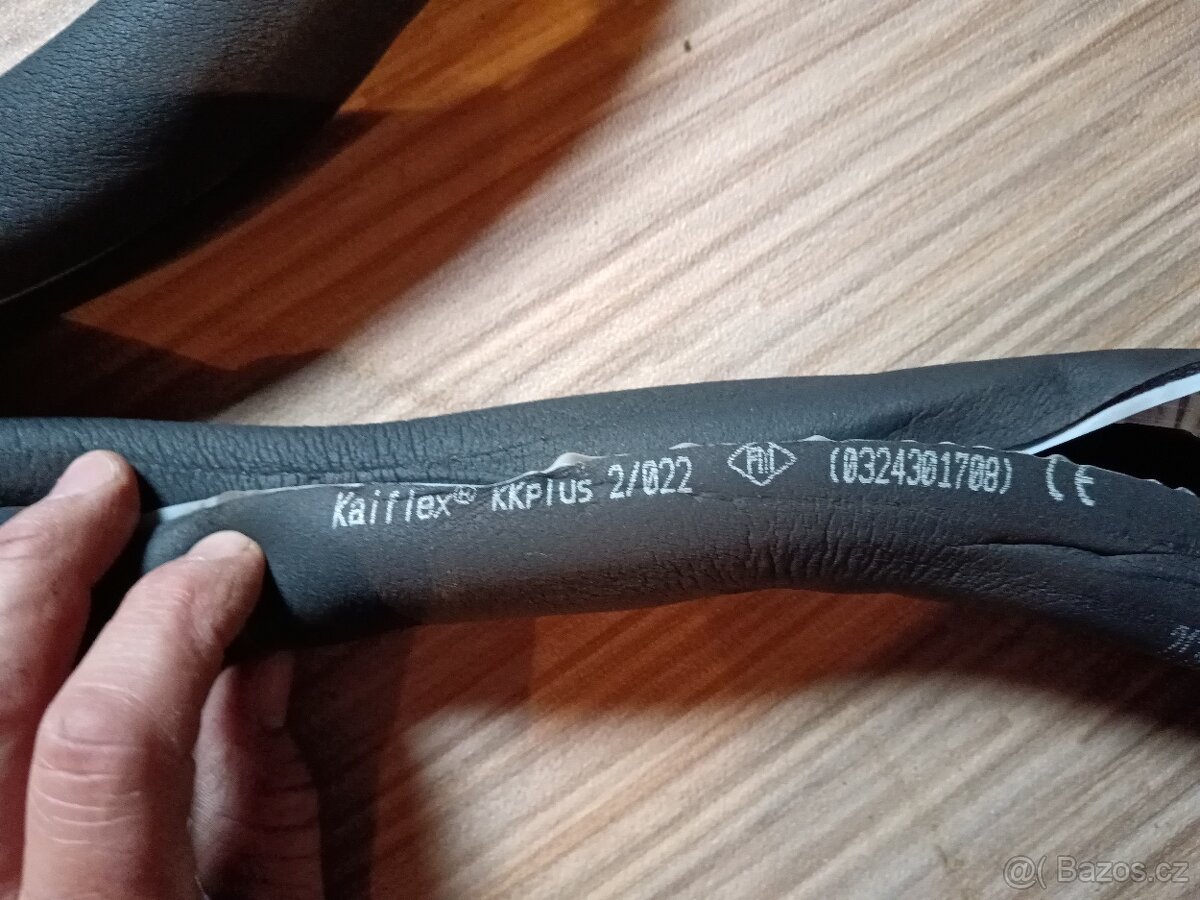 Kaiflex® KKplus 2/022 FM (0324301708) CE
@( Bazos.cz